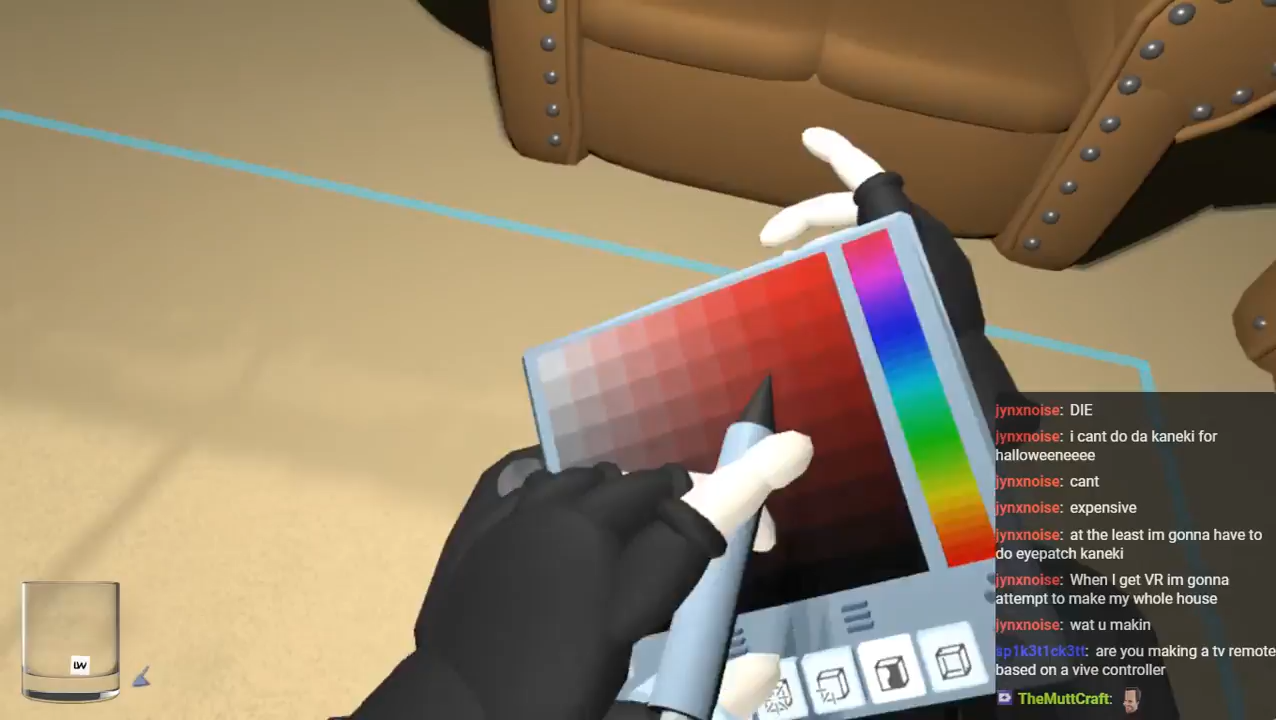 jynxnoise: DIE
jynxnoise: i cant do da kaneki for
halloweeneeee
jynxnoise: cant
jynxnoise: expensive
jynxnoise: at the least im gonna have to
do eyepatch kaneki
jynxnoise: When I get VR im gonna
attempt to make my whole house
jynxnoise: wat u makin
sp1k3t1ck3tt: are you making a tv remote
based on a vive controller
TheMuttCraft:
LW